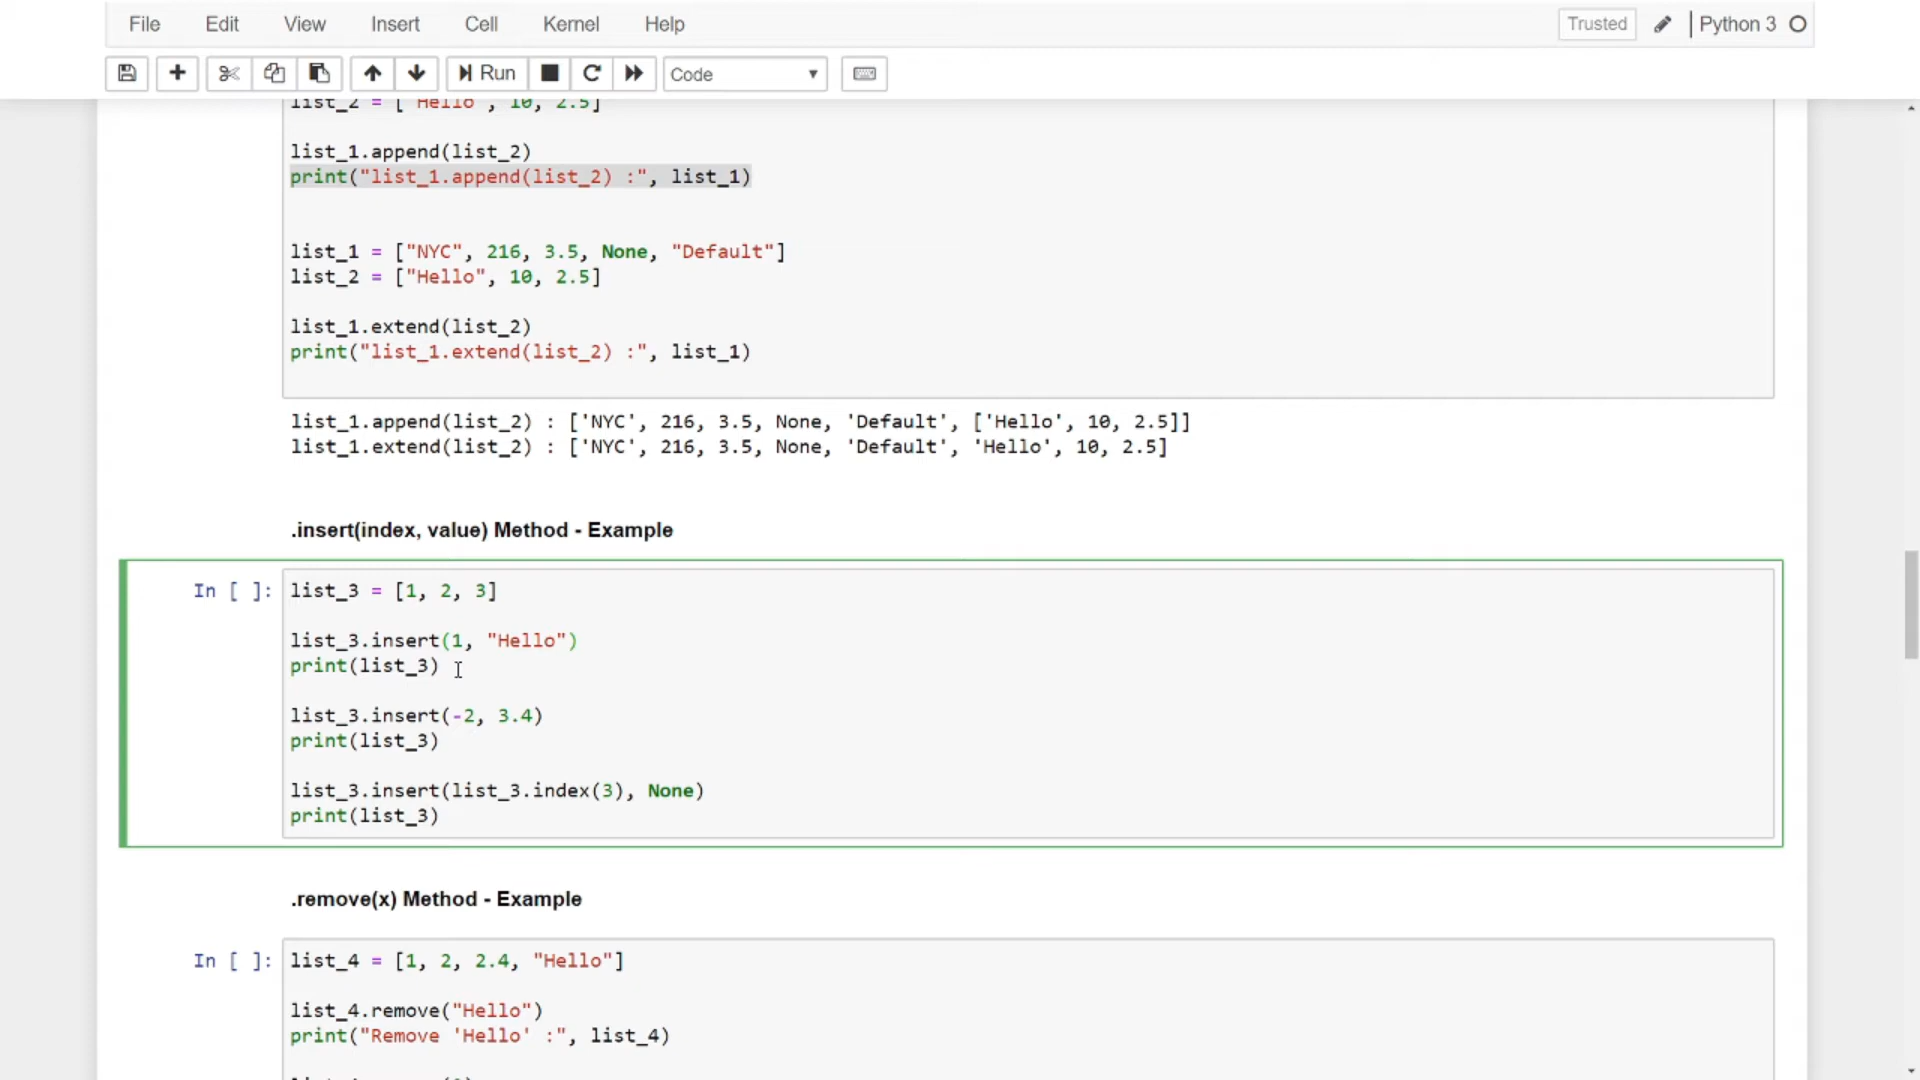 File Edit View Insert Cell Kernel Help Trusted Python 3
Run Code
list_2 = ["Hello", 10, 2.5]
list_1.append(list_2)
print("list_1.append(list_2) :", list_1)
list_1 = ["NYC", 216, 3.5, None, "Default"]
list_2 = ["Hello", 10, 2.5]
list_1.extend(list_2)
print("list_1.extend(list_2) :", list_1)
list_1.append(list_2) : ['NYC', 216, 3.5, None, 'Default', ['Hello', 10, 2.5]]
list_1.extend(list_2) : ['NYC', 216, 3.5, None, 'Default', 'Hello', 10, 2.5]
.insert(index, value) Method - Example
In [ ]: list_3 = [1, 2, 3]
list_3.insert(1, "Hello")
print(list_3)
list_3.insert(-2, 3.4)
print(list_3)
list_3.insert(list_3.index(3), None)
print(list_3)
.remove(x) Method - Example
In [ ]: list_4 = [1, 2, 2.4, "Hello"]
list_4.remove("Hello")
print("Remove 'Hello' :", list_4)